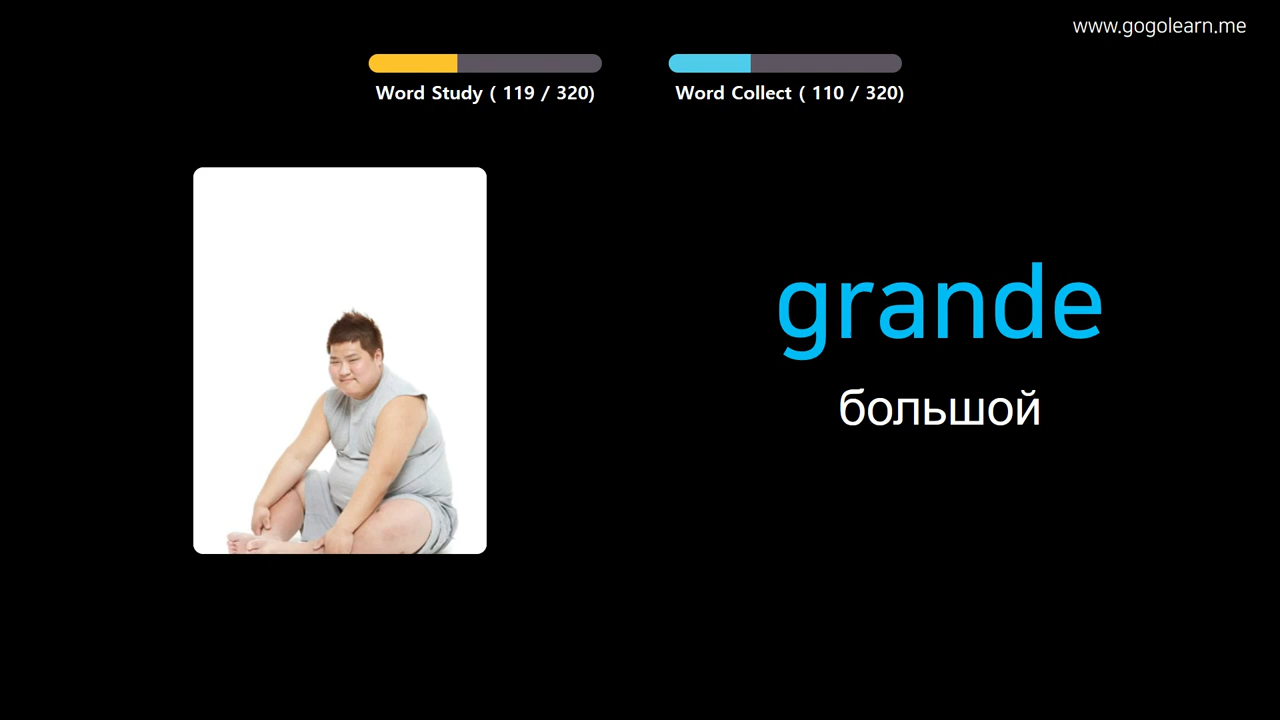 www.gogolearn.me
Word Study ( 119 / 320)
Word Collect ( 110 / 320)
grande
большой